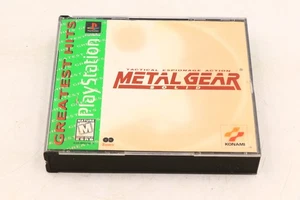 GREATEST HITS
PlayStation
TACTICAL ESPIONAGE ACTION
METAL GEAR
SOLID
KONAMI